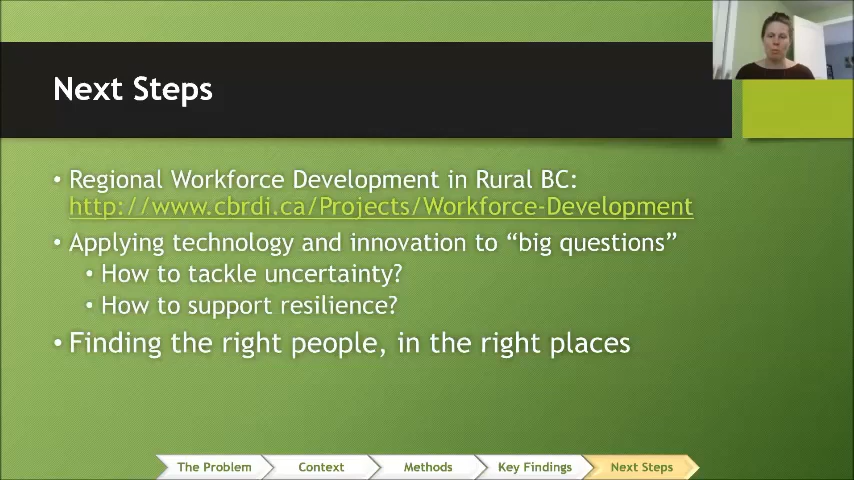 Next Steps
• Regional Workforce Development in Rural BC:
http://www.cbrdi.ca/Projects/Workforce-Development
• Applying technology and innovation to “big questions”
• How to tackle uncertainty?
• How to support resilience?
• Finding the right people, in the right places
The Problem
Context
Methods
Key Findings
Next Steps